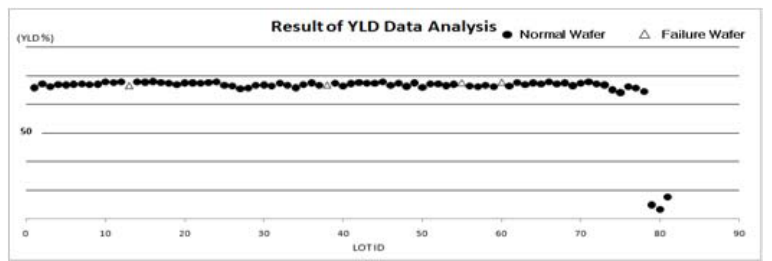 Result of YLD Data Analysis
● Normal Wafer △ Failure Wafer
(YLD %)
50
0 10 20 30 40 50 60 70 80 90
LOT ID